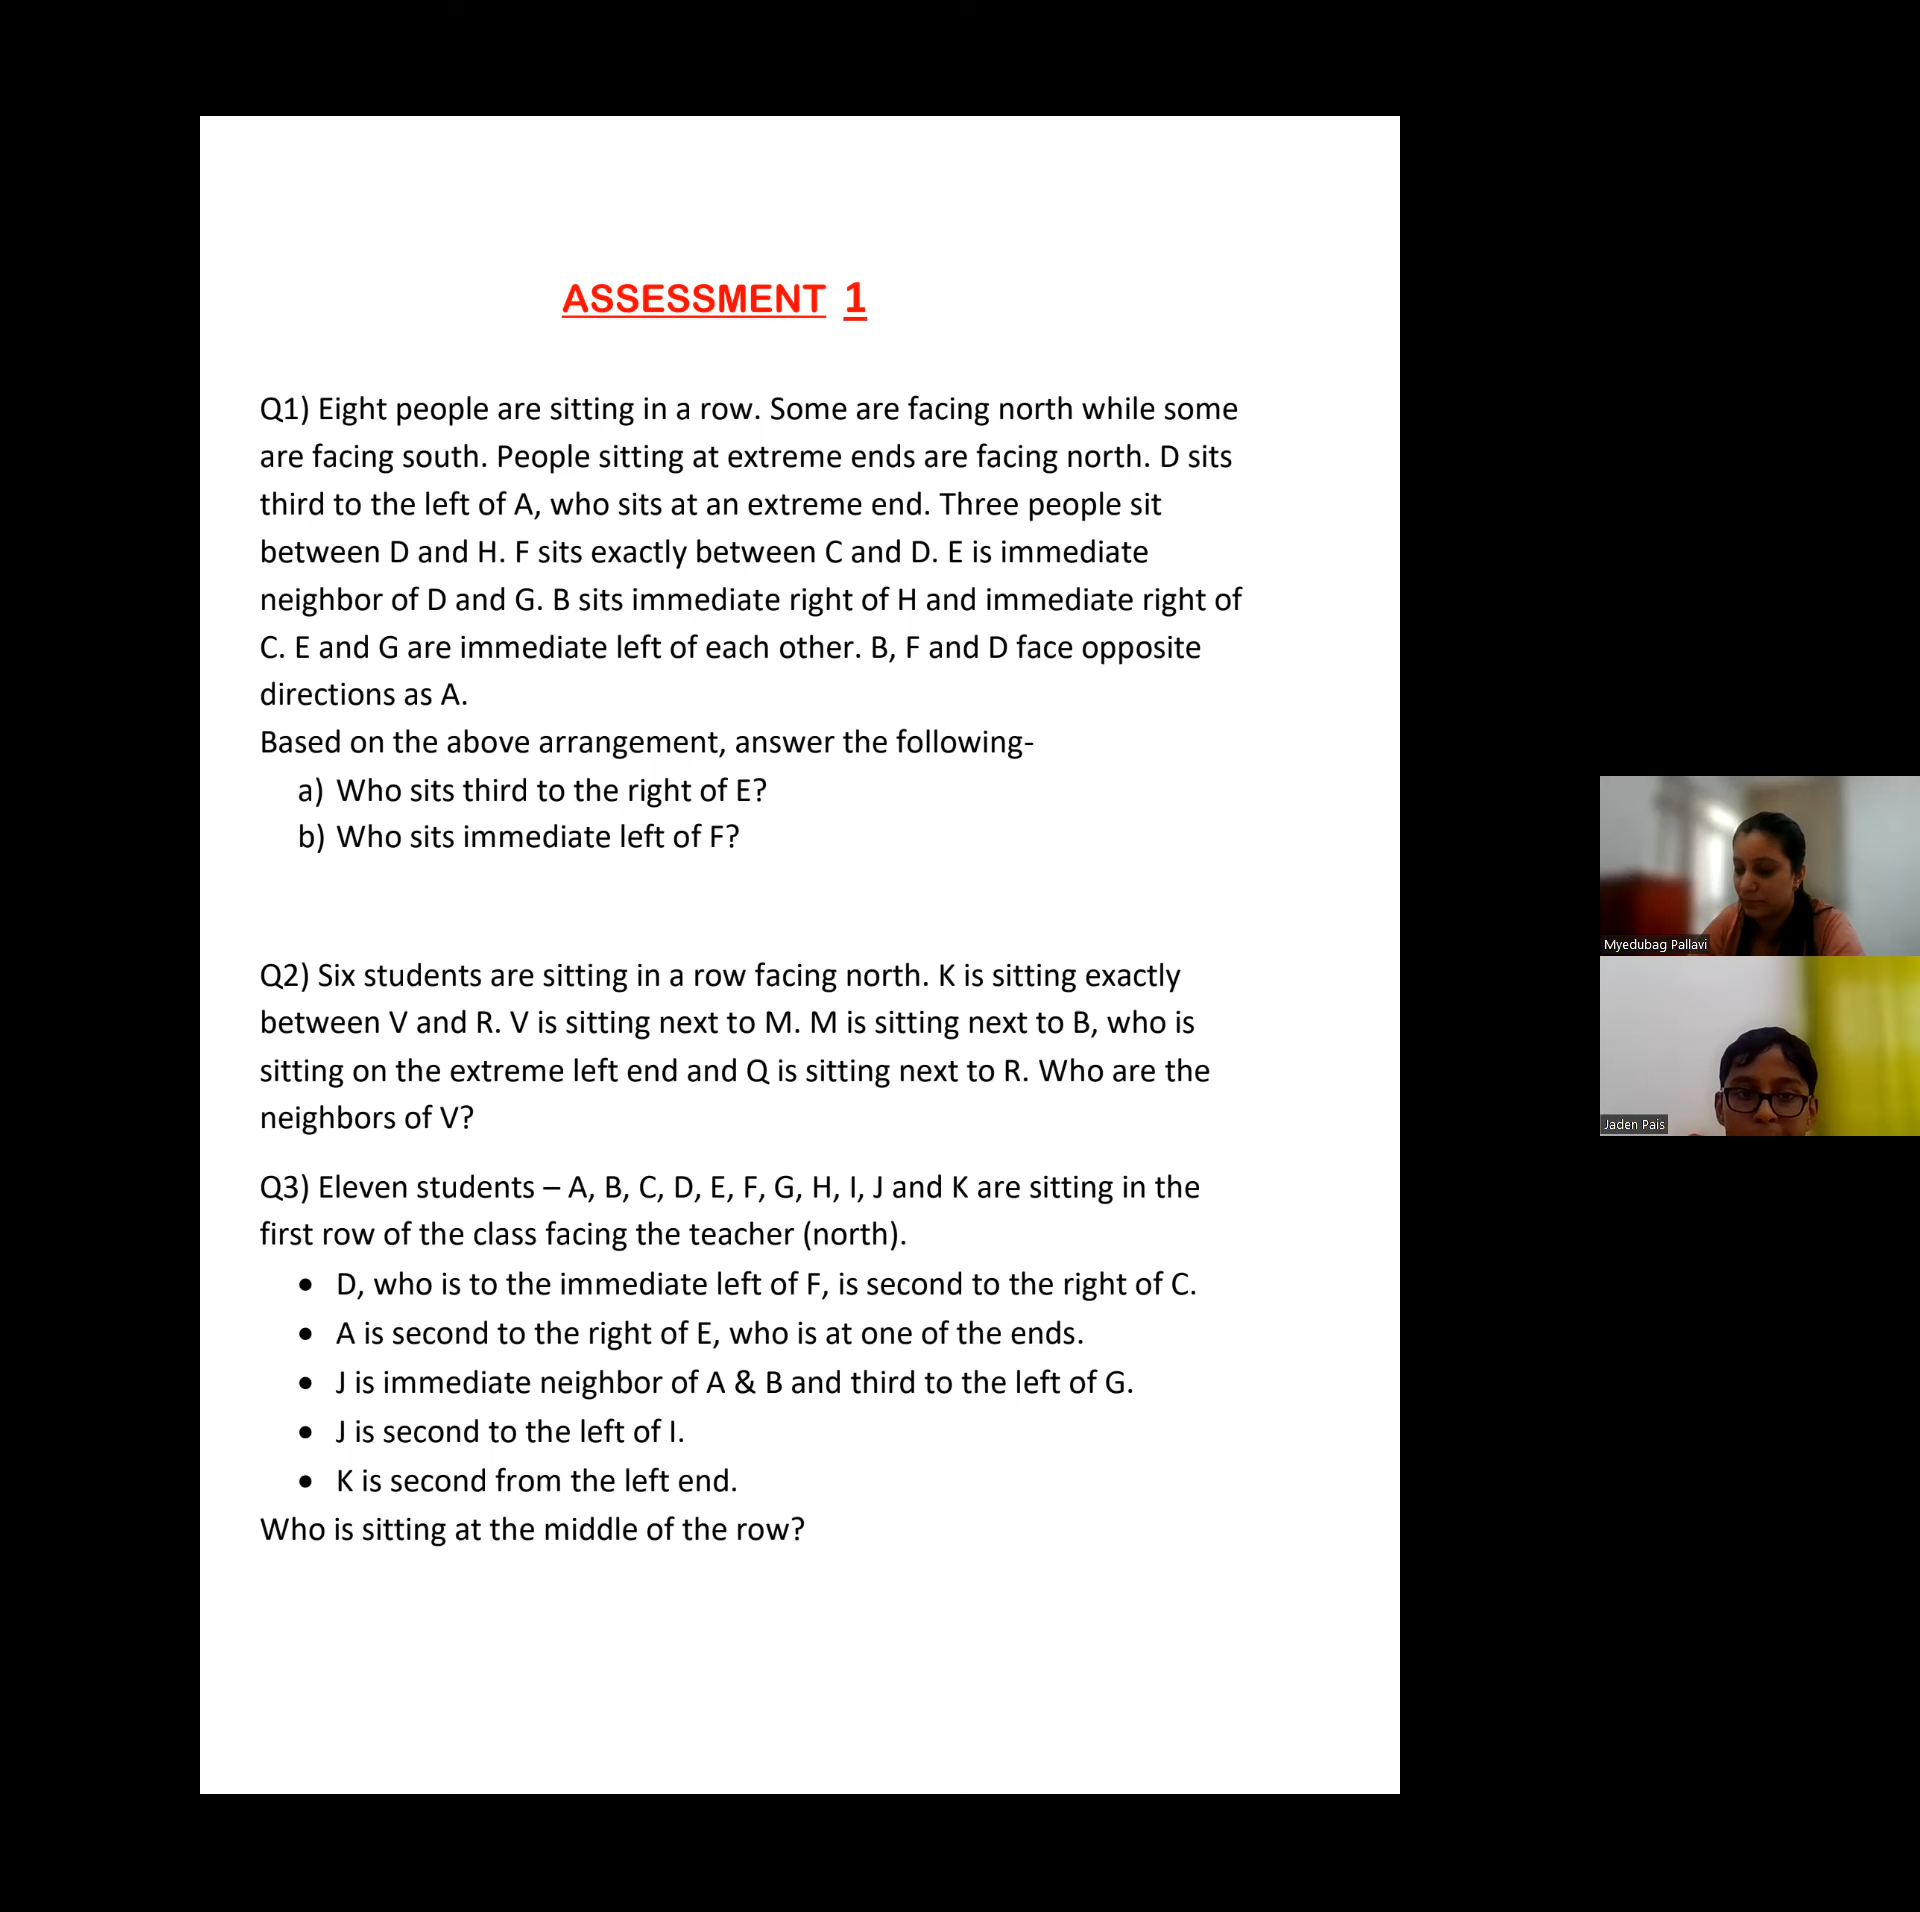 ASSESSMENT 1
Q1) Eight people are sitting in a row. Some are facing north while some
are facing south. People sitting at extreme ends are facing north. D sits
third to the left of A, who sits at an extreme end. Three people sit
between D and H. F sits exactly between C and D. E is immediate
neighbor of D and G. B sits immediate right of H and immediate right of
C. E and G are immediate left of each other. B, F and D face opposite
directions as A.
Based on the above arrangement, answer the following-
a) Who sits third to the right of E?
b) Who sits immediate left of F?
Q2) Six students are sitting in a row facing north. K is sitting exactly
between V and R. V is sitting next to M. M is sitting next to B, who is
sitting on the extreme left end and Q is sitting next to R. Who are the
neighbors of V?
Q3) Eleven students – A, B, C, D, E, F, G, H, I, J and K are sitting in the
first row of the class facing the teacher (north).
• D, who is to the immediate left of F, is second to the right of C.
• A is second to the right of E, who is at one of the ends.
• J is immediate neighbor of A & B and third to the left of G.
• J is second to the left of I.
• K is second from the left end.
Who is sitting at the middle of the row?
Myedubag Pallavi
Jaden Pais